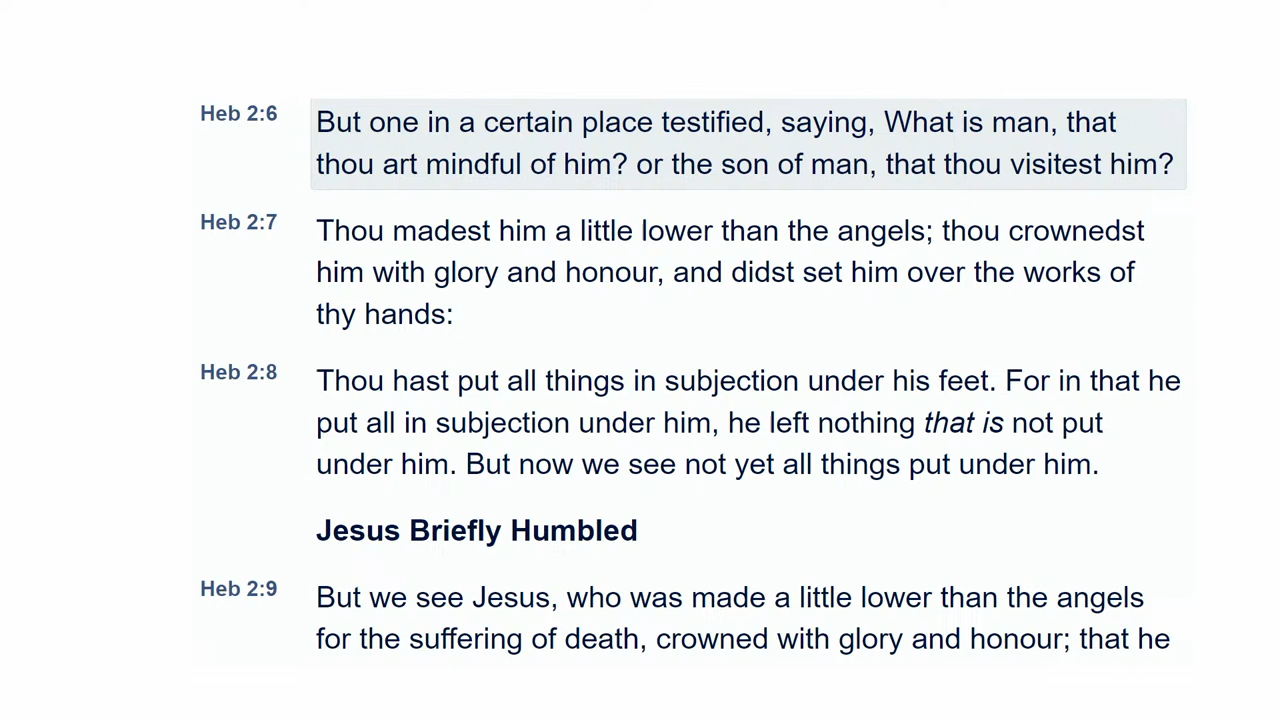 Heb 2:6
But one in a certain place testified, saying, What is man, that
thou art mindful of him? or the son of man, that thou visitest him?
Heb 2:7
Thou madest him a little lower than the angels; thou crownedst
him with glory and honour, and didst set him over the works of
thy hands:
Heb 2:8
Thou hast put all things in subjection under his feet. For in that he
put all in subjection under him, he left nothing that is not put
under him. But now we see not yet all things put under him.
Jesus Briefly Humbled
Heb 2:9
But we see Jesus, who was made a little lower than the angels
for the suffering of death, crowned with glory and honour; that he